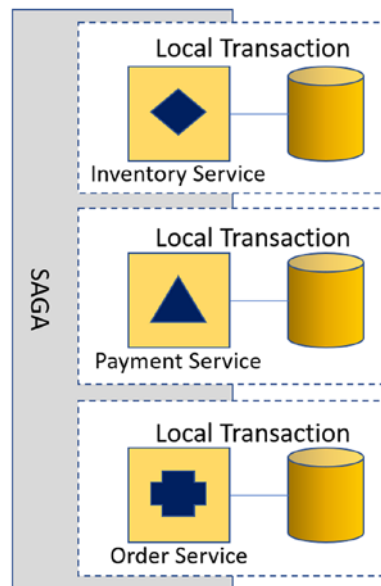 SAGA
Local Transaction
Inventory Service
Local Transaction
Payment Service
Local Transaction
Order Service